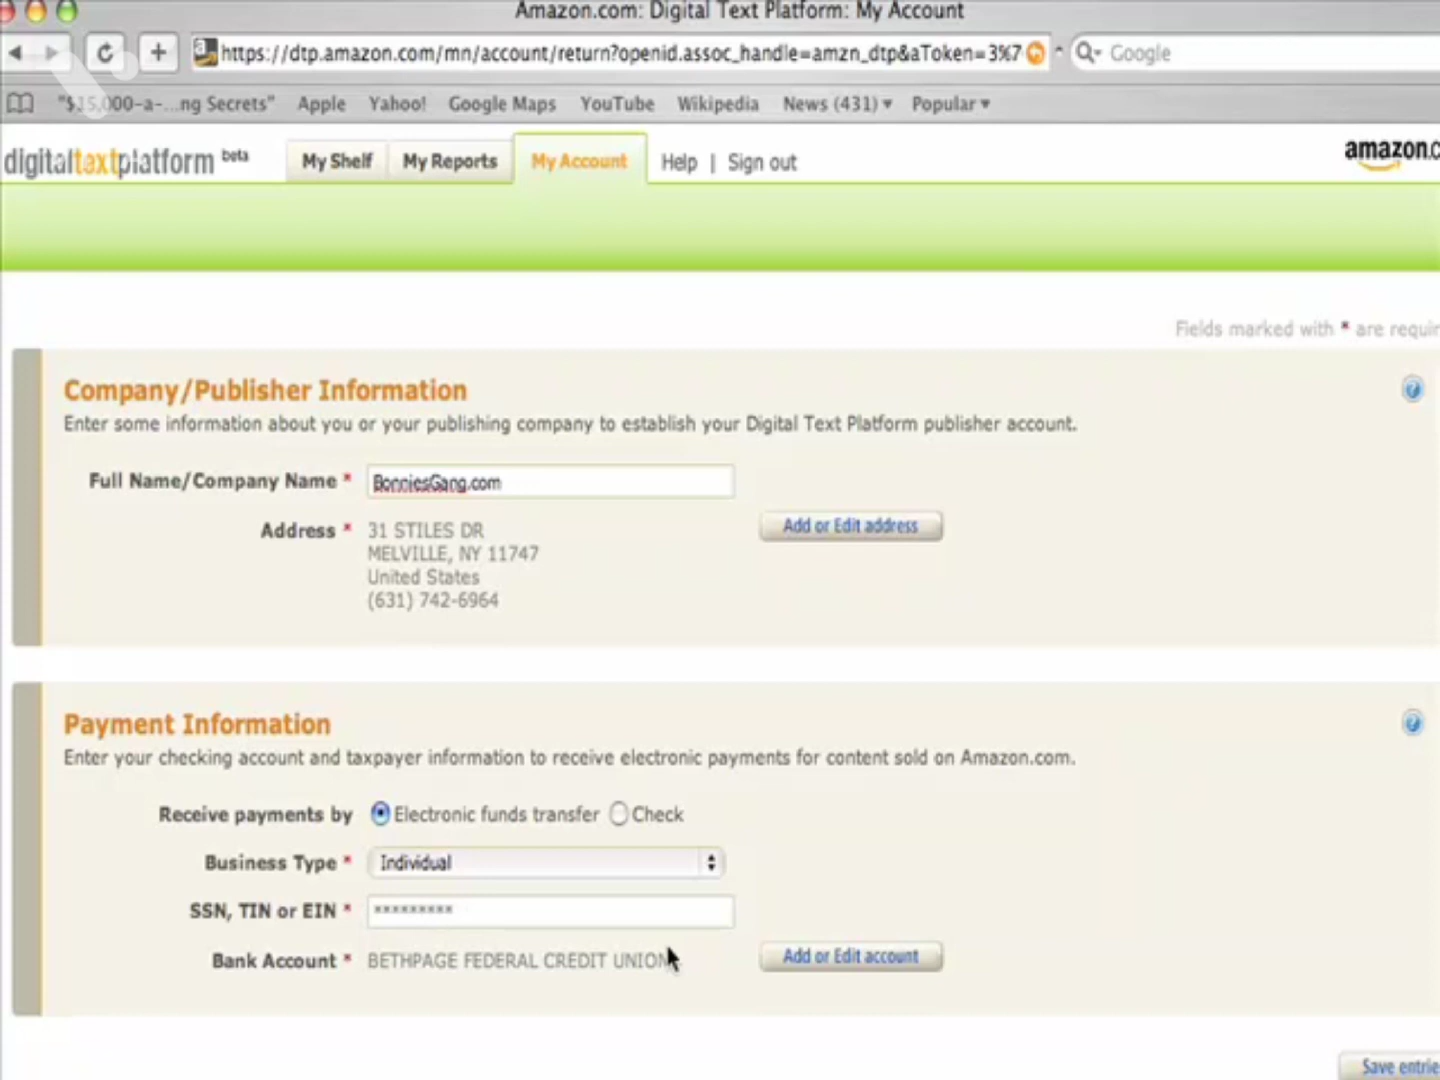 Amazon.com: Digital Text Platform: My Account
https://dtp.amazon.com/mn/account/return?openid.assoc_handle=amzn_dtp&aToken=3%7
Google
"$15,000-a-...ng Secrets" Apple Yahoo! Google Maps YouTube Wikipedia News (431) Popular
digitaltextplatform beta My Shelf My Reports My Account Help | Sign out amazon.c
Fields marked with * are requir
Company/Publisher Information
Enter some information about you or your publishing company to establish your Digital Text Platform publisher account.
Full Name/Company Name * BonniesGang.com
Address * 31 STILES DR Add or Edit address
MELVILLE, NY 11747
United States
(631) 742-6964
Payment Information
Enter your checking account and taxpayer information to receive electronic payments for content sold on Amazon.com.
Receive payments by Electronic funds transfer Check
Business Type * Individual
SSN, TIN or EIN * *********
Bank Account * BETHPAGE FEDERAL CREDIT UNION Add or Edit account
Save entrie